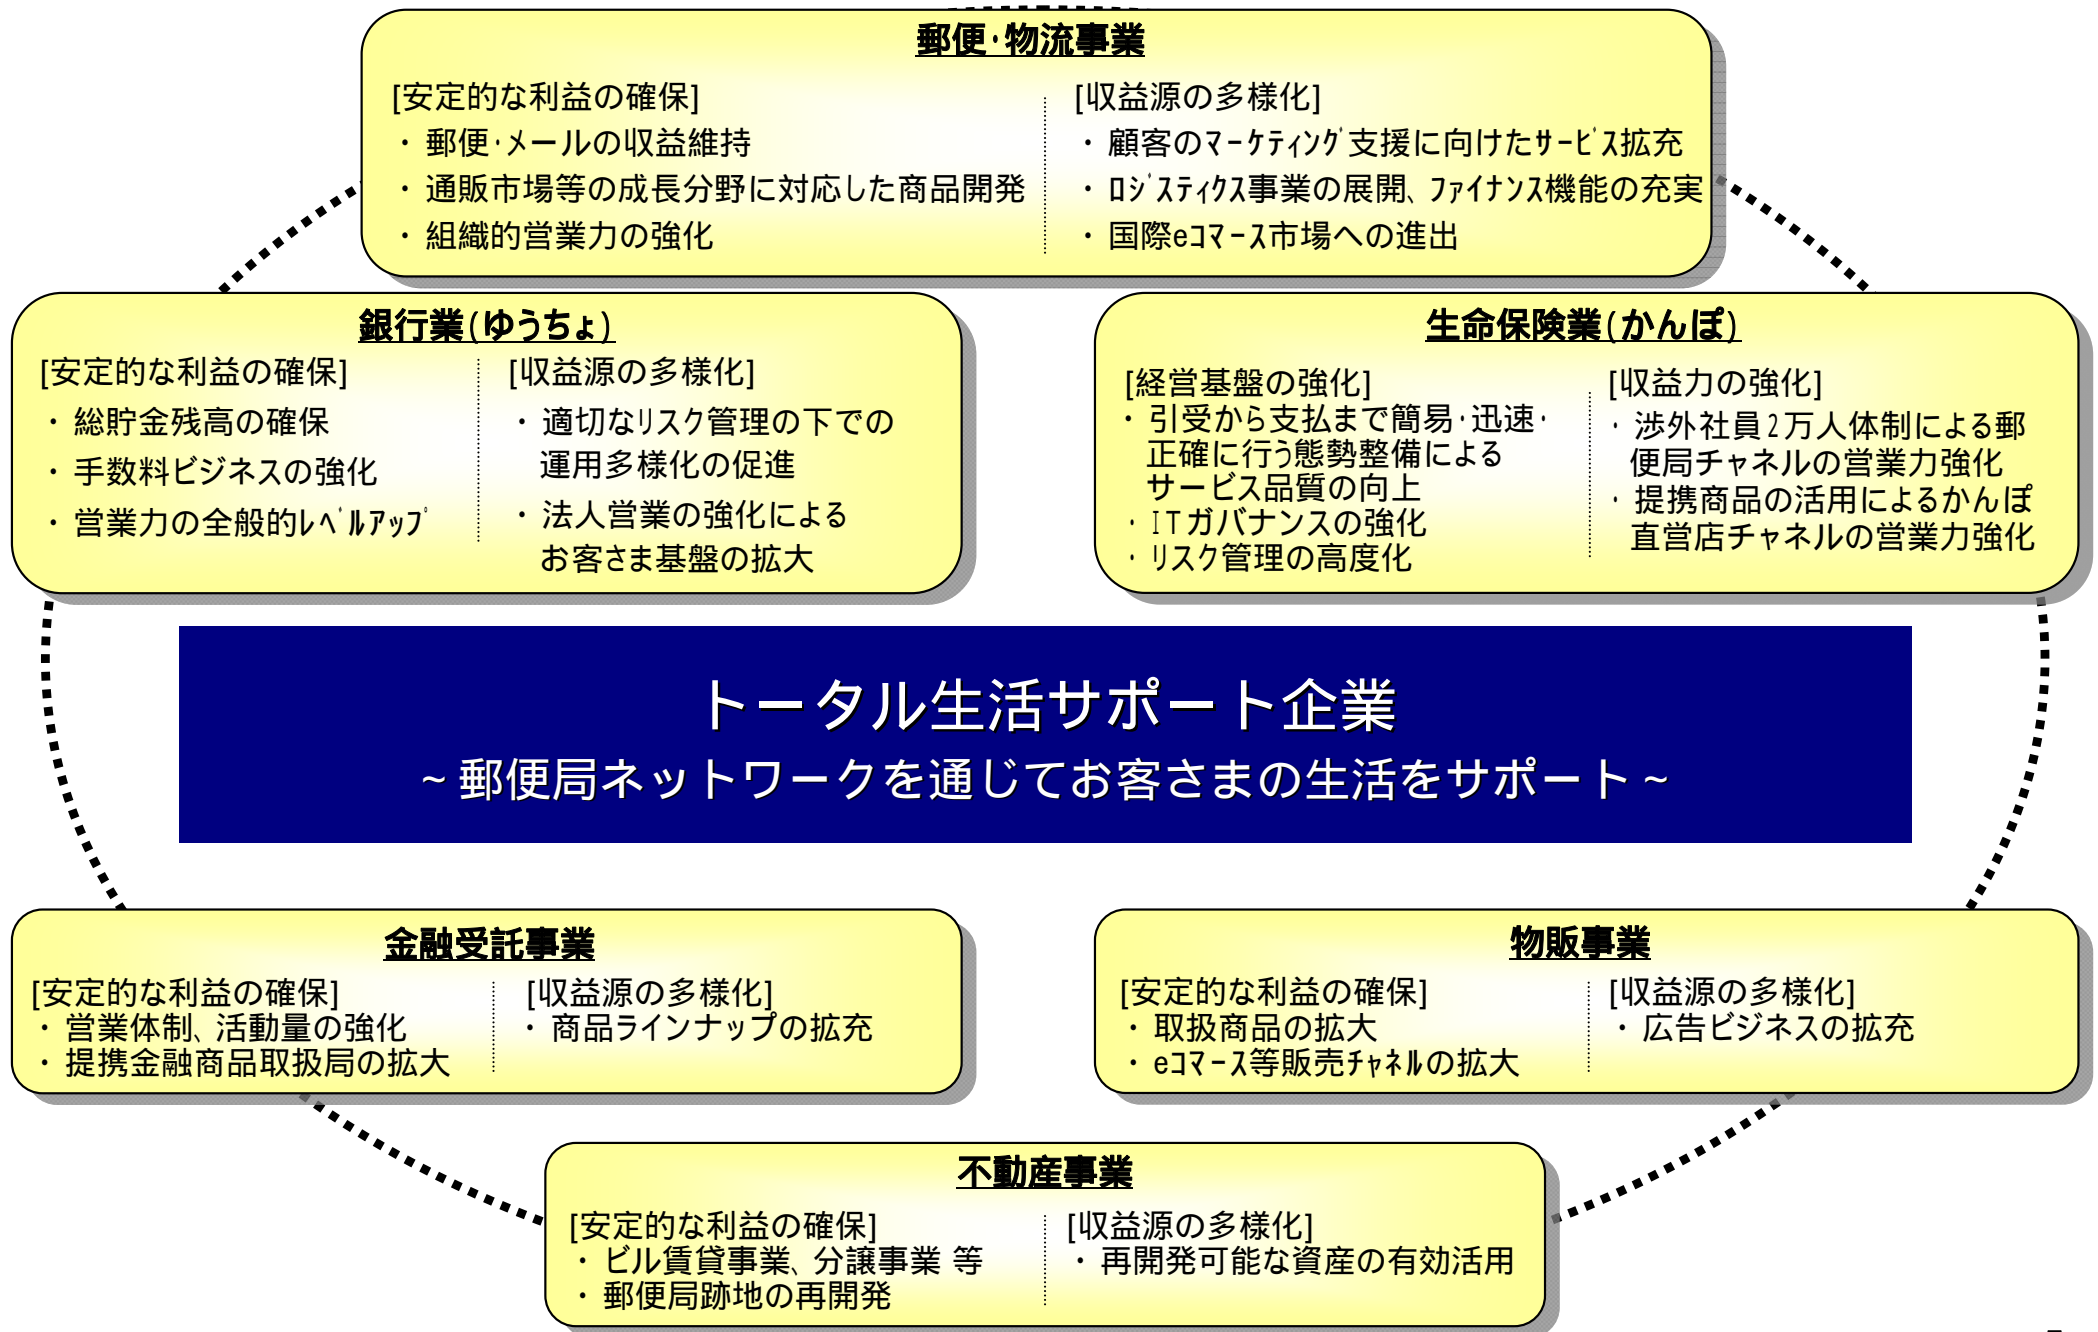 郵便・物流事業
[安定的な利益の確保]
・ 郵便・メールの収益維持
・ 通販市場等の成長分野に対応した商品開発
・ 組織的営業力の強化
[収益源の多様化]
・ 顧客のﾏｰｹﾃｨﾝｸﾞ支援に向けたｻｰﾋﾞｽ拡充
・ ﾛｼﾞｽﾃｨｸｽ事業の展開、ﾌｧｲﾅﾝｽ機能の充実
・ 国際eｺﾏｰｽ市場への進出
銀行業(ゆうちょ)
[安定的な利益の確保]
・ 総貯金残高の確保
・ 手数料ビジネスの強化
・ 営業力の全般的ﾚﾍﾞﾙｱｯﾌﾟ
[収益源の多様化]
・ 適切なﾘｽｸ管理の下での
運用多様化の促進
・ 法人営業の強化による
お客さま基盤の拡大
生命保険業(かんぽ)
[経営基盤の強化]
・ 引受から支払まで簡易・迅速・
正確に行う態勢整備による
サービス品質の向上
・ ITガバナンスの強化
・ ﾘｽｸ管理の高度化
[収益力の強化]
・ 渉外社員2万人体制による郵
便局チャネルの営業力強化
・ 提携商品の活用によるかんぽ
直営店チャネルの営業力強化
トータル生活サポート企業
~ 郵便局ネットワークを通じてお客さまの生活をサポート ~
金融受託事業
[安定的な利益の確保]
・ 営業体制、活動量の強化
・ 提携金融商品取扱局の拡大
[収益源の多様化]
・ 商品ラインナップの拡充
物販事業
[安定的な利益の確保]
・ 取扱商品の拡大
・ eｺﾏｰｽ等販売ﾁｬﾈﾙの拡大
[収益源の多様化]
・ 広告ビジネスの拡充
不動産事業
[安定的な利益の確保]
・ ビル賃貸事業、分譲事業 等
・ 郵便局跡地の再開発
[収益源の多様化]
・ 再開発可能な資産の有効活用